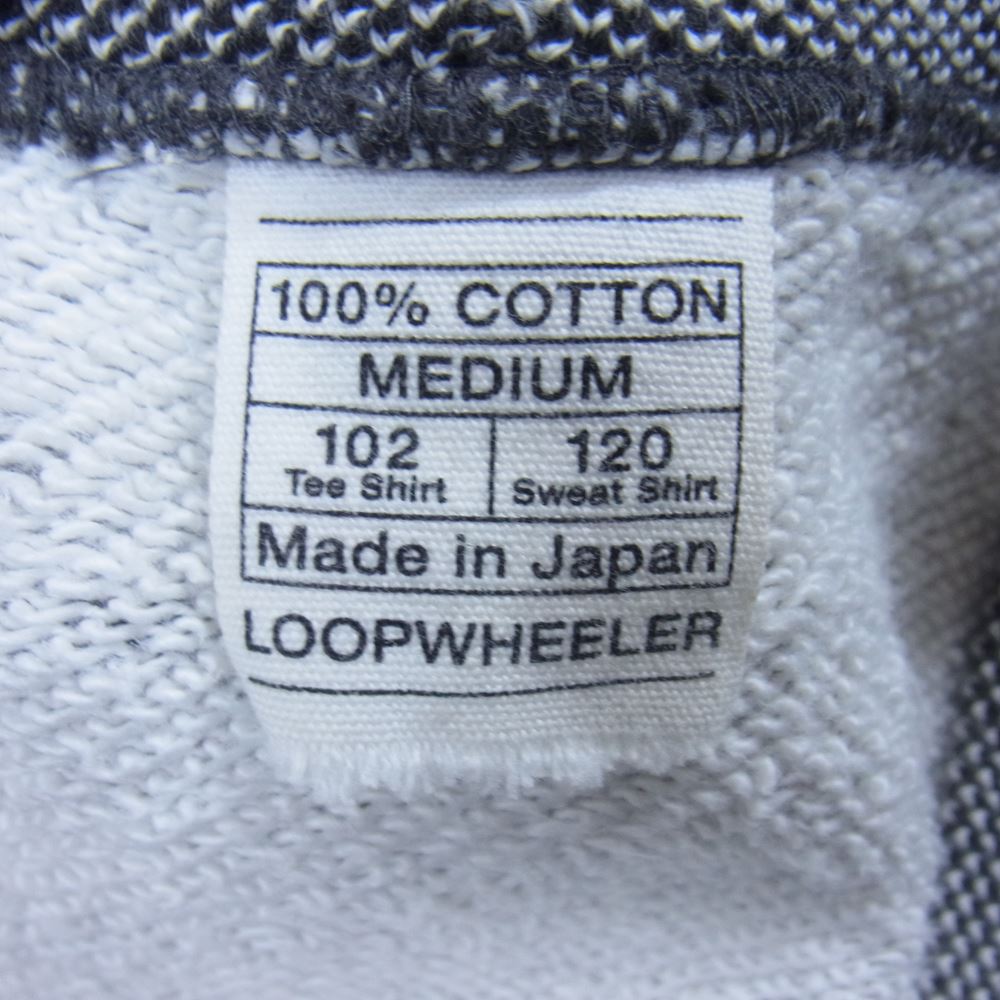 100% COTTON
MEDIUM
102 120
Tee Shirt Sweat Shirt
Made in Japan
LOOPWHEELER